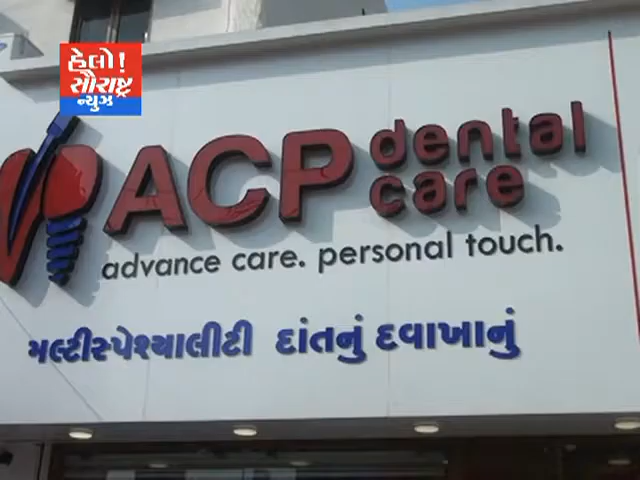 હેલો!
સૌરાષ્ટ્ર
ન્યુઝ
ACP dental care
advance care. personal touch.
મલ્ટીસ્પેશ્યાલીટી દાંતનું દવાખાનું